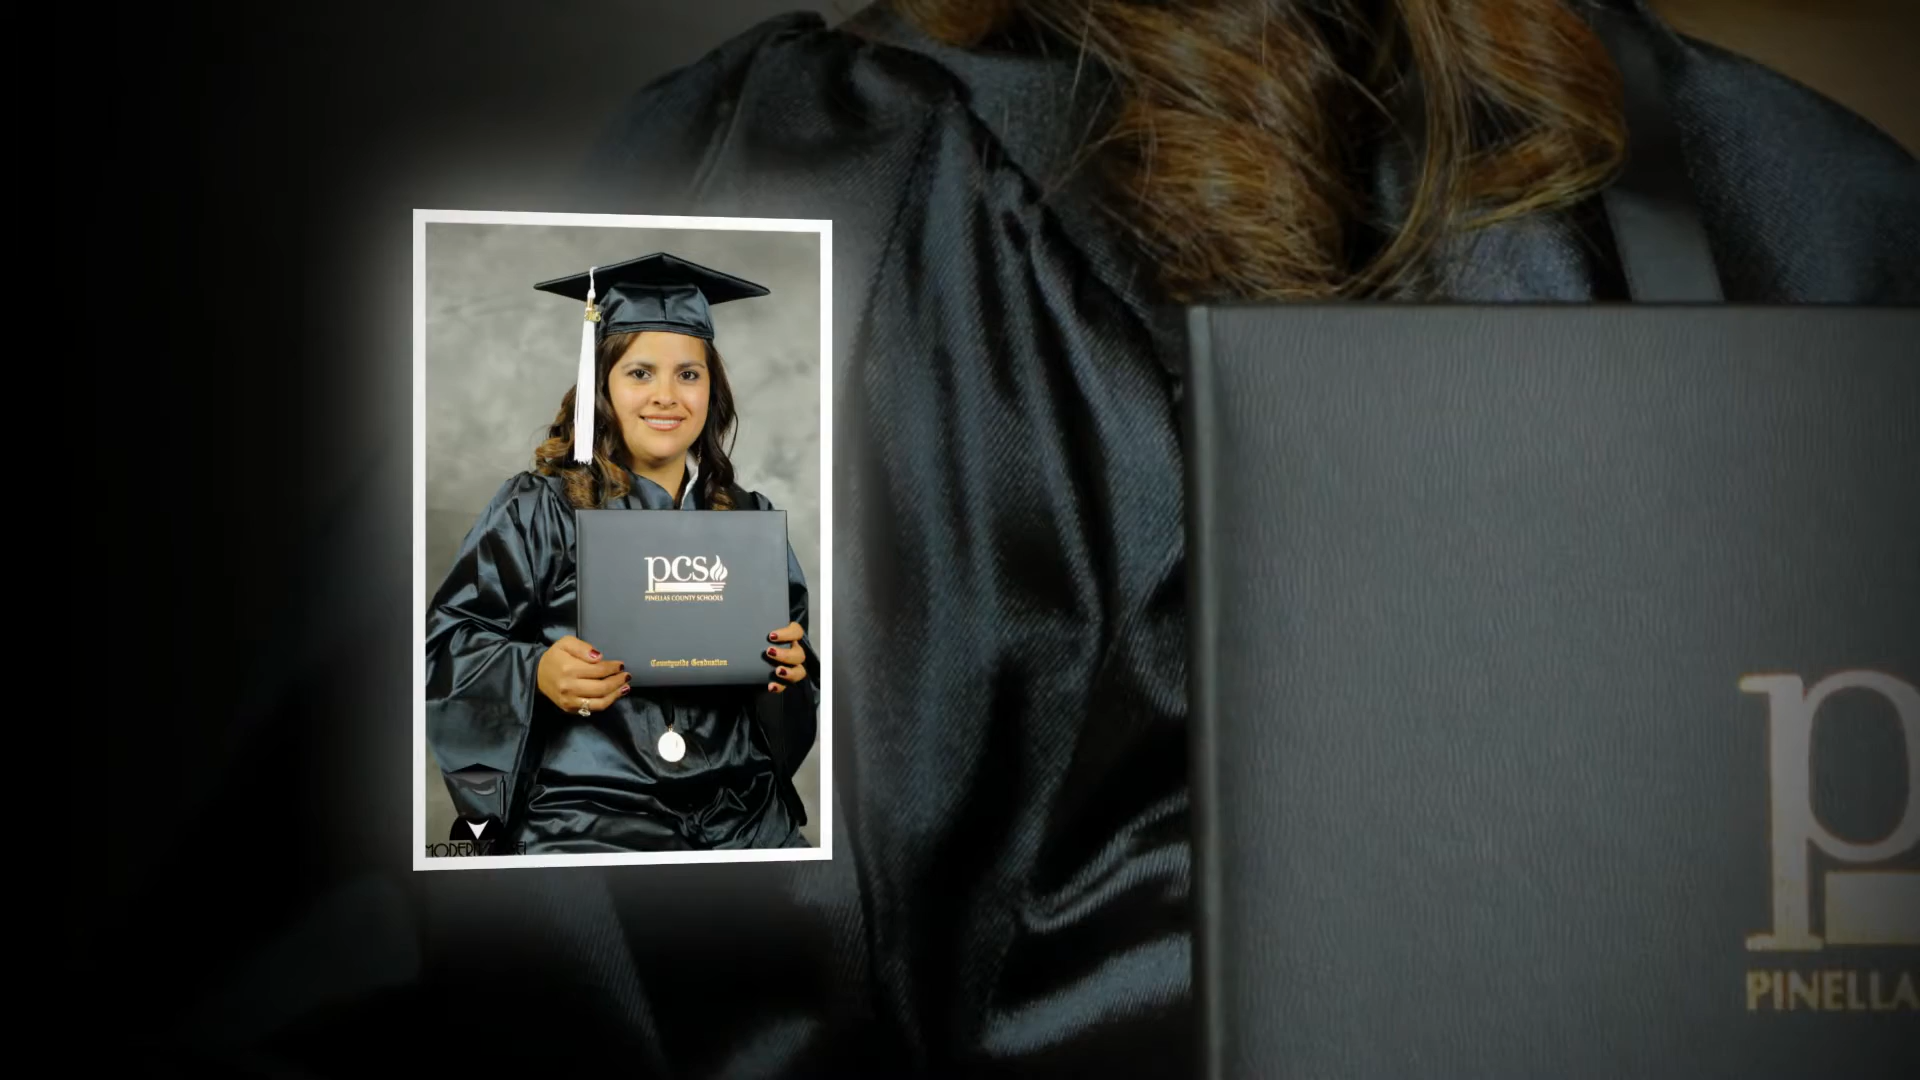 pcs
PINELLAS COUNTY SCHOOLS
Countywide Graduation
p
PINELLA